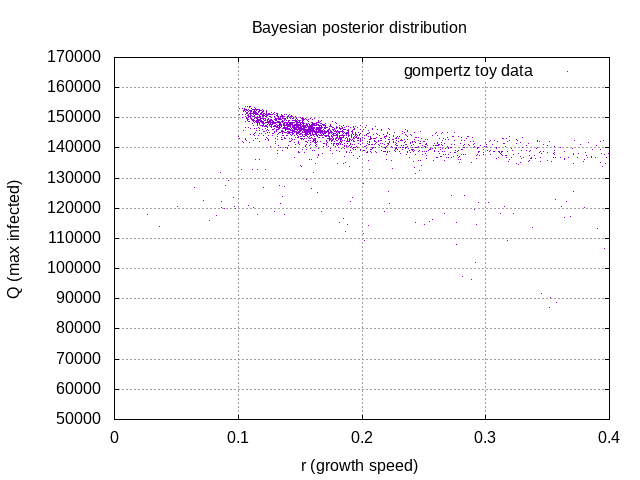 Bayesian posterior distribution
gompertz toy data
170000
160000
150000
140000
130000
120000
110000
100000
90000
80000
70000
60000
50000
Q (max infected)
0 0.1 0.2 0.3 0.4
r (growth speed)